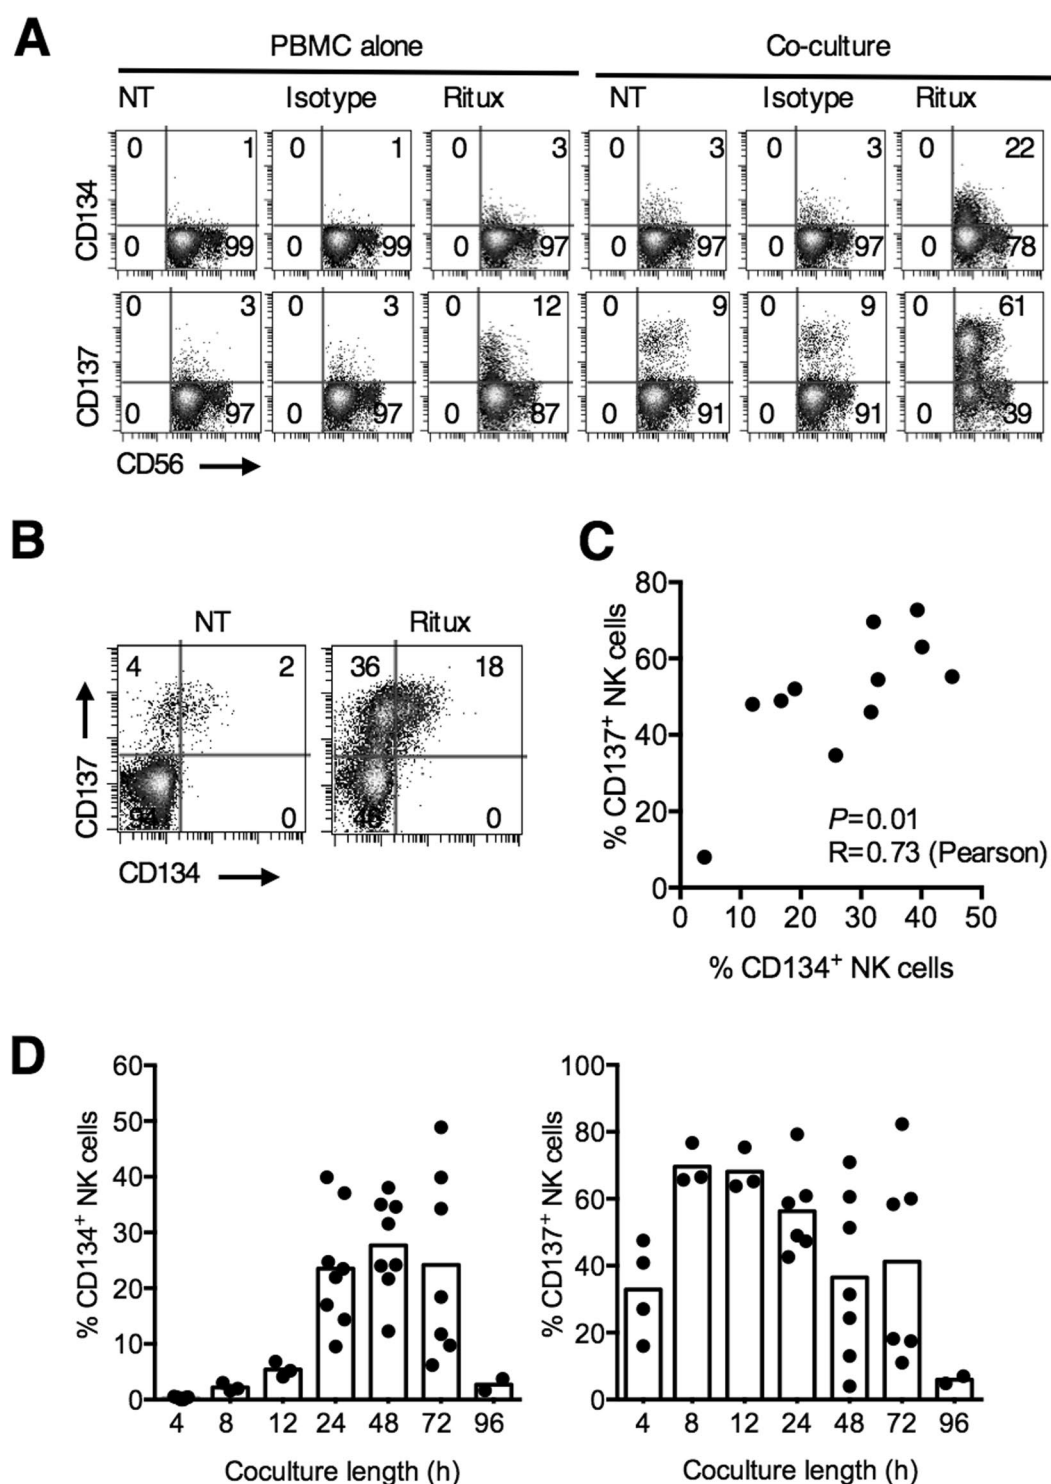 A
PBMC alone Co-culture
NT Isotype Ritux NT Isotype Ritux
CD134
0 1 0 1 0 3 0 3 0 3 0 22
0 99 0 99 0 97 0 97 0 97 0 78
CD137
0 3 0 3 0 12 0 9 0 9 0 61
0 97 0 97 0 87 0 91 0 91 0 39
CD56
B
NT Ritux
CD137
4 2 36 18
94 0 46 0
CD134
C
% CD137⁺ NK cells
80
60
40
20
0
P=0.01
R=0.73 (Pearson)
0 10 20 30 40 50
% CD134⁺ NK cells
D
% CD134⁺ NK cells
60
50
40
30
20
10
0
4 8 12 24 48 72 96
Coculture length (h)
% CD137⁺ NK cells
100
80
60
40
20
0
4 8 12 24 48 72 96
Coculture length (h)